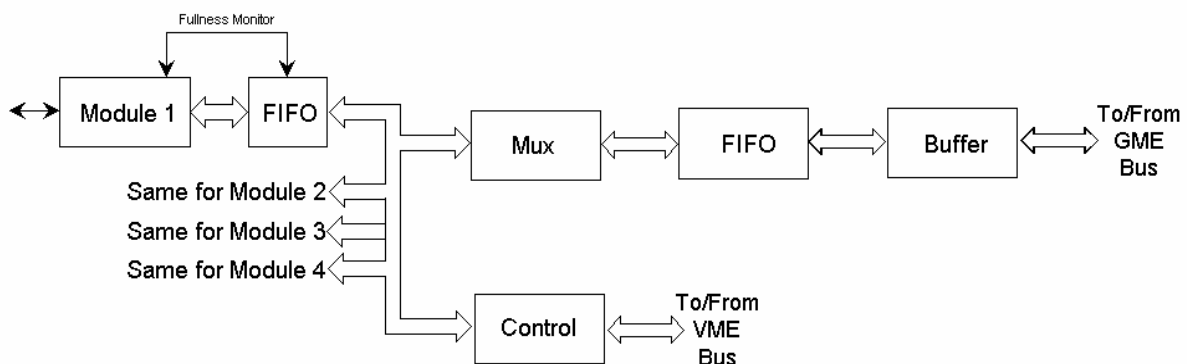 Fullness Monitor
Module 1
FIFO
Mux
FIFO
Buffer
To/From
GME
Bus
Same for Module 2
Same for Module 3
Same for Module 4
Control
To/From
VME
Bus